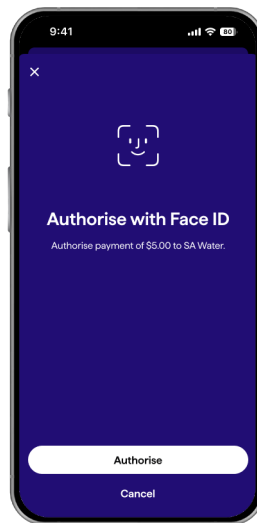 9:41
80
Authorise with Face ID
Authorise payment of $5.00 to SA Water.
Authorise
Cancel